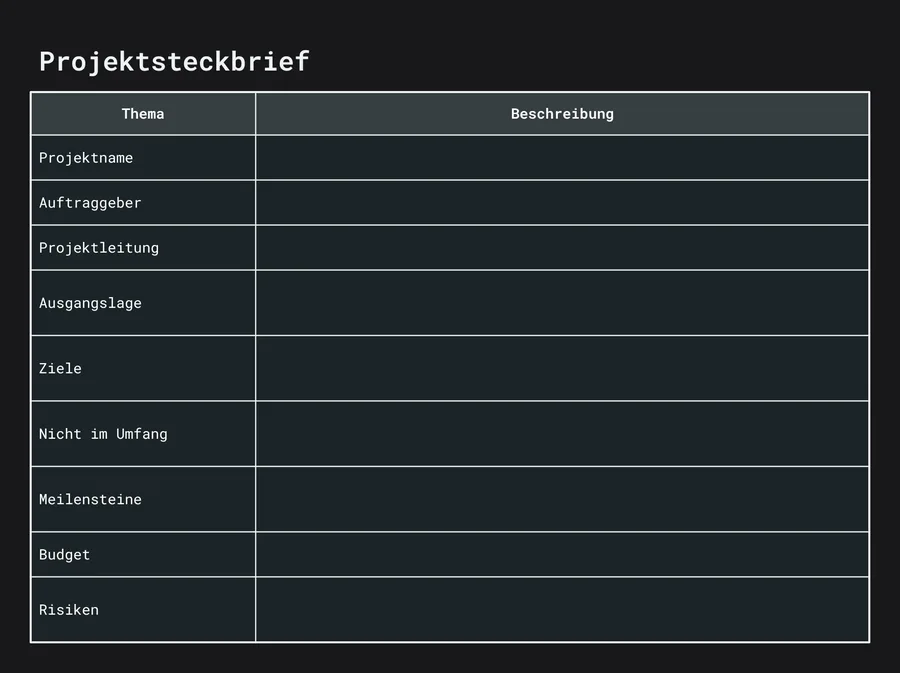 Projektsteckbrief
Thema Beschreibung
Projektname
Auftraggeber
Projektleitung
Ausgangslage
Ziele
Nicht im Umfang
Meilensteine
Budget
Risiken